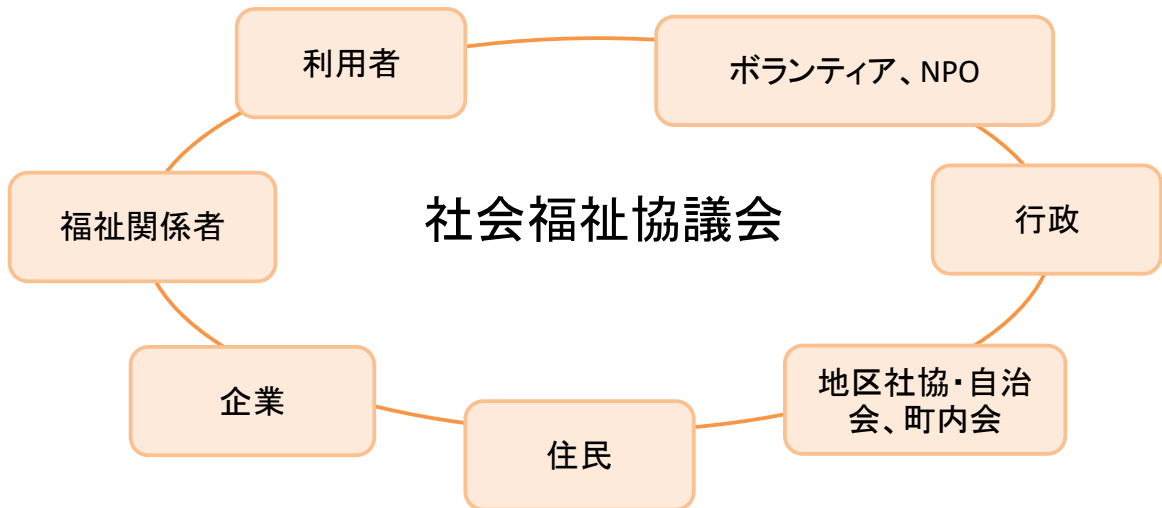 利用者
ボランティア、NPO
福祉関係者
社会福祉協議会
行政
企業
住民
地区社協・自治
会、町内会